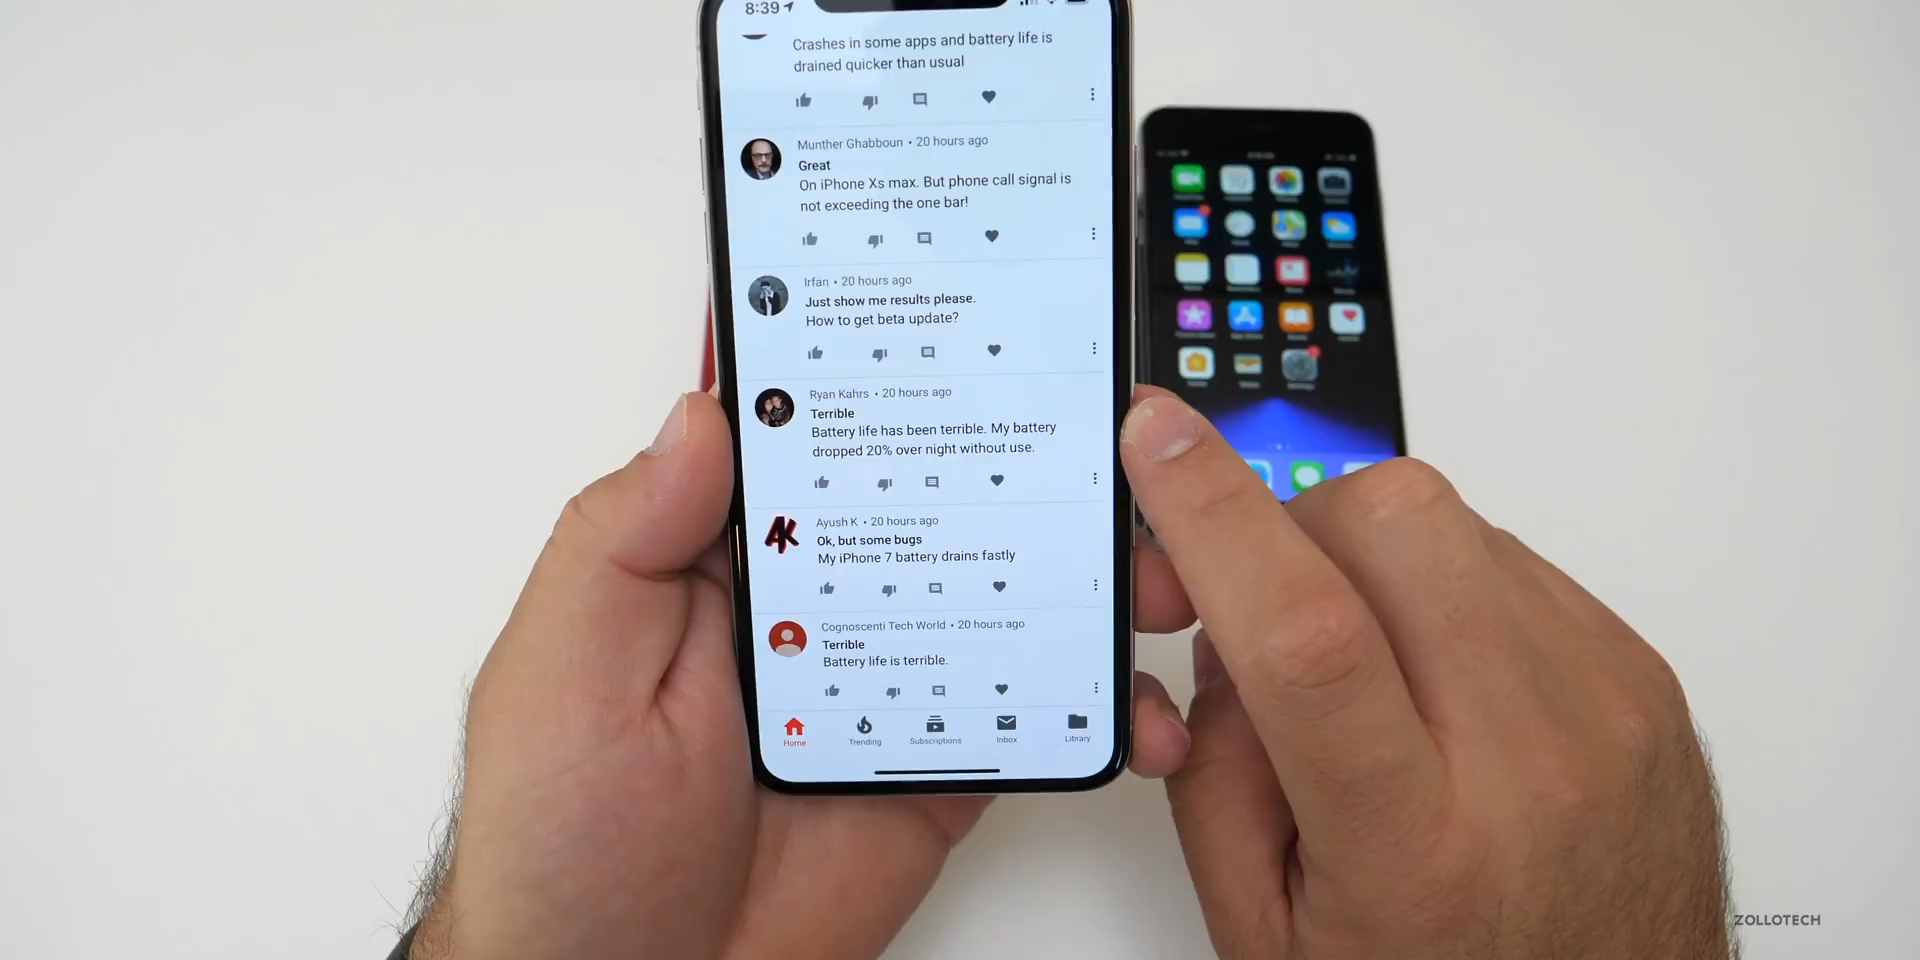 8:39
Crashes in some apps and battery life is
drained quicker than usual
Munther Ghabboun • 20 hours ago
Great
On iPhone Xs max. But phone call signal is
not exceeding the one bar!
Irfan • 20 hours ago
Just show me results please.
How to get beta update?
Ryan Kahrs • 20 hours ago
Terrible
Battery life has been terrible. My battery
dropped 20% over night without use.
AK
Ayush K • 20 hours ago
Ok, but some bugs
My iPhone 7 battery drains fastly
Cognoscenti Tech World • 20 hours ago
Terrible
Battery life is terrible.
Home
Trending
Subscriptions
Inbox
Library
ZOLLOTECH